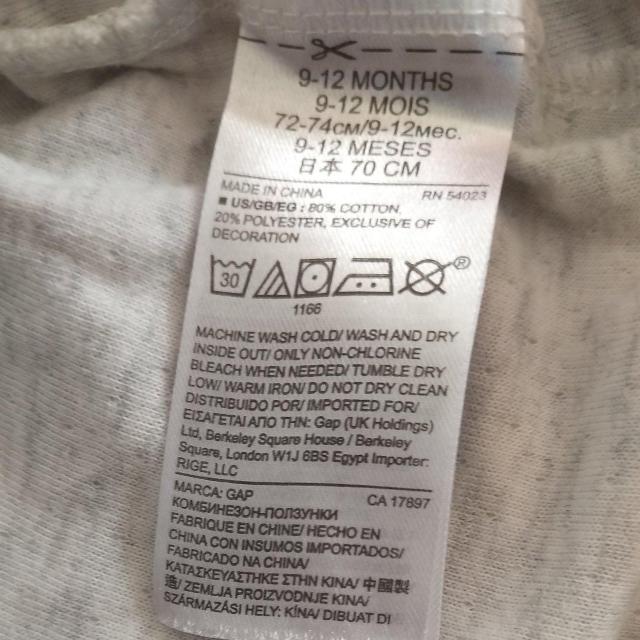 9-12 MONTHS
9-12 MOIS
72-74см/9-12мес.
9-12 MESES
日本 70 CM
MADE IN CHINA RN 54023
■ US/GB/EG : 80% COTTON,
20% POLYESTER, EXCLUSIVE OF
DECORATION
30
®
1166
MACHINE WASH COLD/ WASH AND DRY
INSIDE OUT/ ONLY NON-CHLORINE
BLEACH WHEN NEEDED/ TUMBLE DRY
LOW/ WARM IRON/ DO NOT DRY CLEAN
DISTRIBUIDO POR/ IMPORTED FOR/
ΕΙΣΑΓΕΤΑΙ ΑΠΟ ΤΗΝ: Gap (UK Holdings)
Ltd, Berkeley Square House / Berkeley
Square, London W1J 6BS Egypt Importer:
RIGE, LLC
MARCA: GAP CA 17897
КОМБИНЕЗОН-ПОЛЗУНКИ
FABRIQUE EN CHINE/ HECHO EN
CHINA CON INSUMOS IMPORTADOS/
FABRICADO NA CHINA/
ΚΑΤΑΣΚΕΥΑΣΤΗΚΕ ΣΤΗΝ ΚΙΝΑ/ 中國製
造/ ZEMLJA PROIZVODNJE KINA/
SZÁRMAZÁSI HELY: KÍNA/ DIBUAT DI